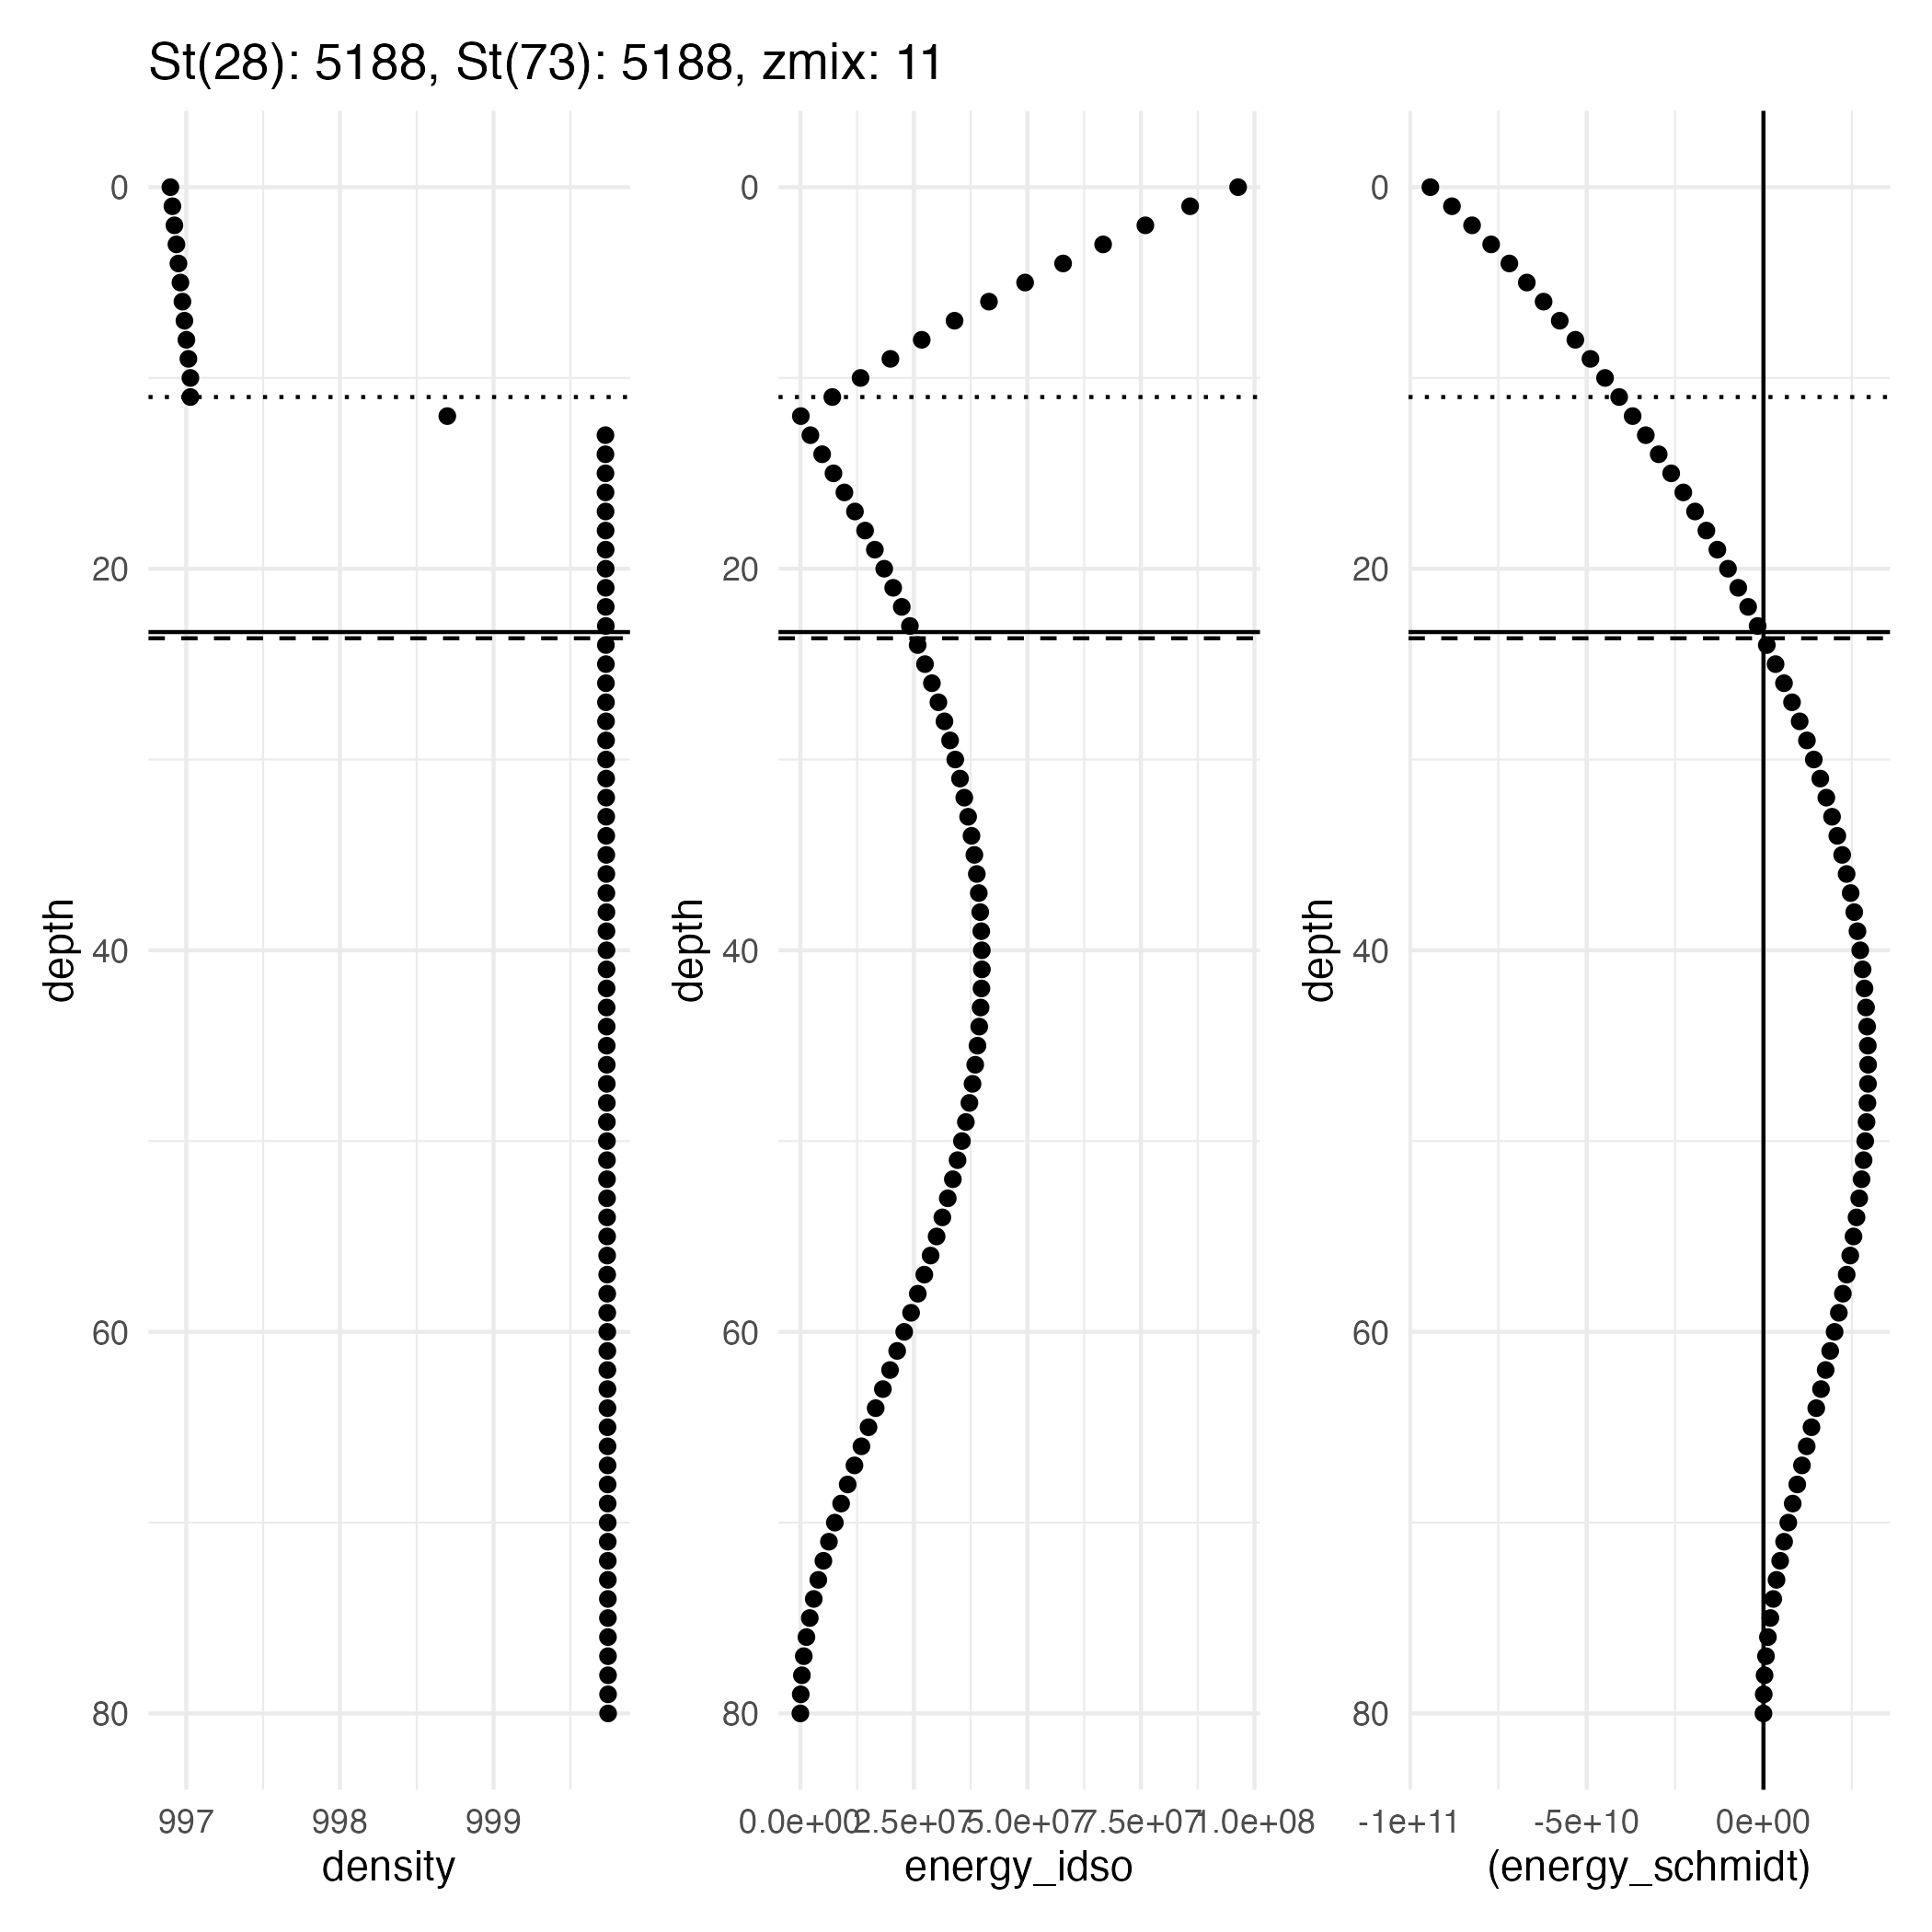 St(28): 5188, St(73): 5188, zmix: 11
0
20
40
60
80
depth
997 998 999
density
0
20
40
60
80
depth
0.0e+00 2.5e+07 5.0e+07 7.5e+07 1.0e+08
energy_idso
0
20
40
60
80
depth
-1e+11 -5e+10 0e+00
(energy_schmidt)